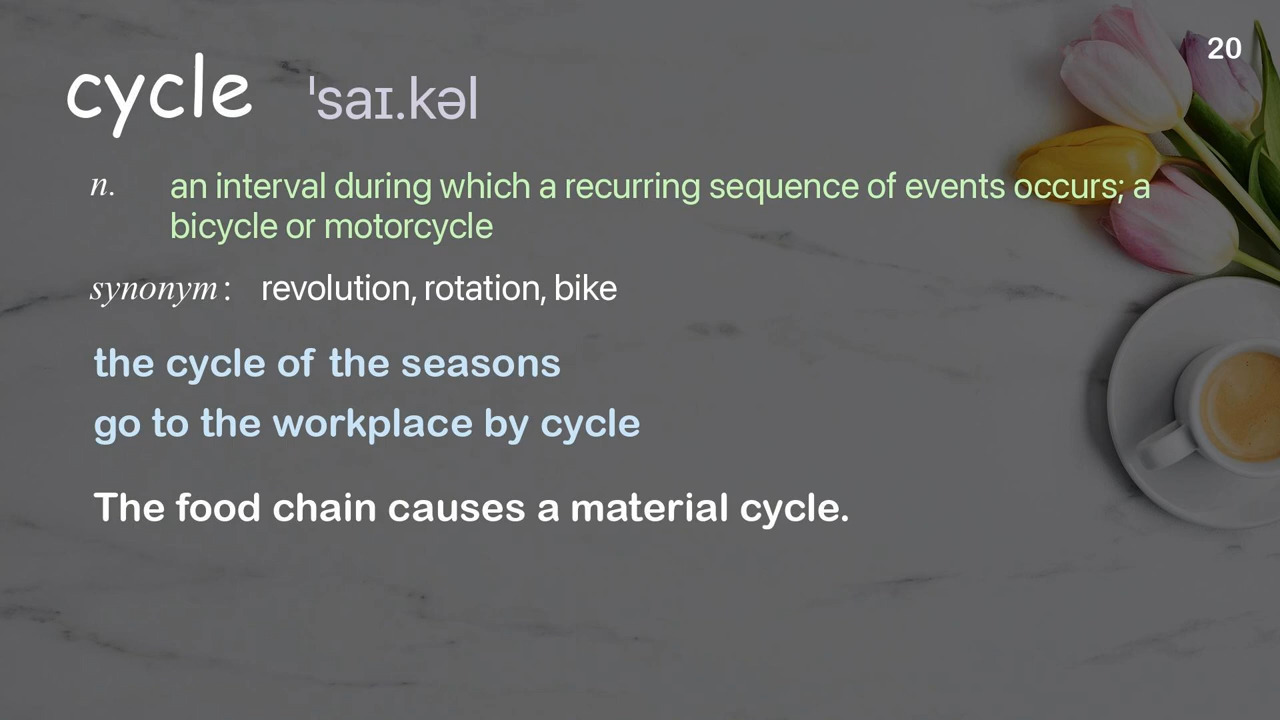 20
cycle ˈsaɪ.kəl
n. an interval during which a recurring sequence of events occurs; a
bicycle or motorcycle
synonym: revolution, rotation, bike
the cycle of the seasons
go to the workplace by cycle
The food chain causes a material cycle.